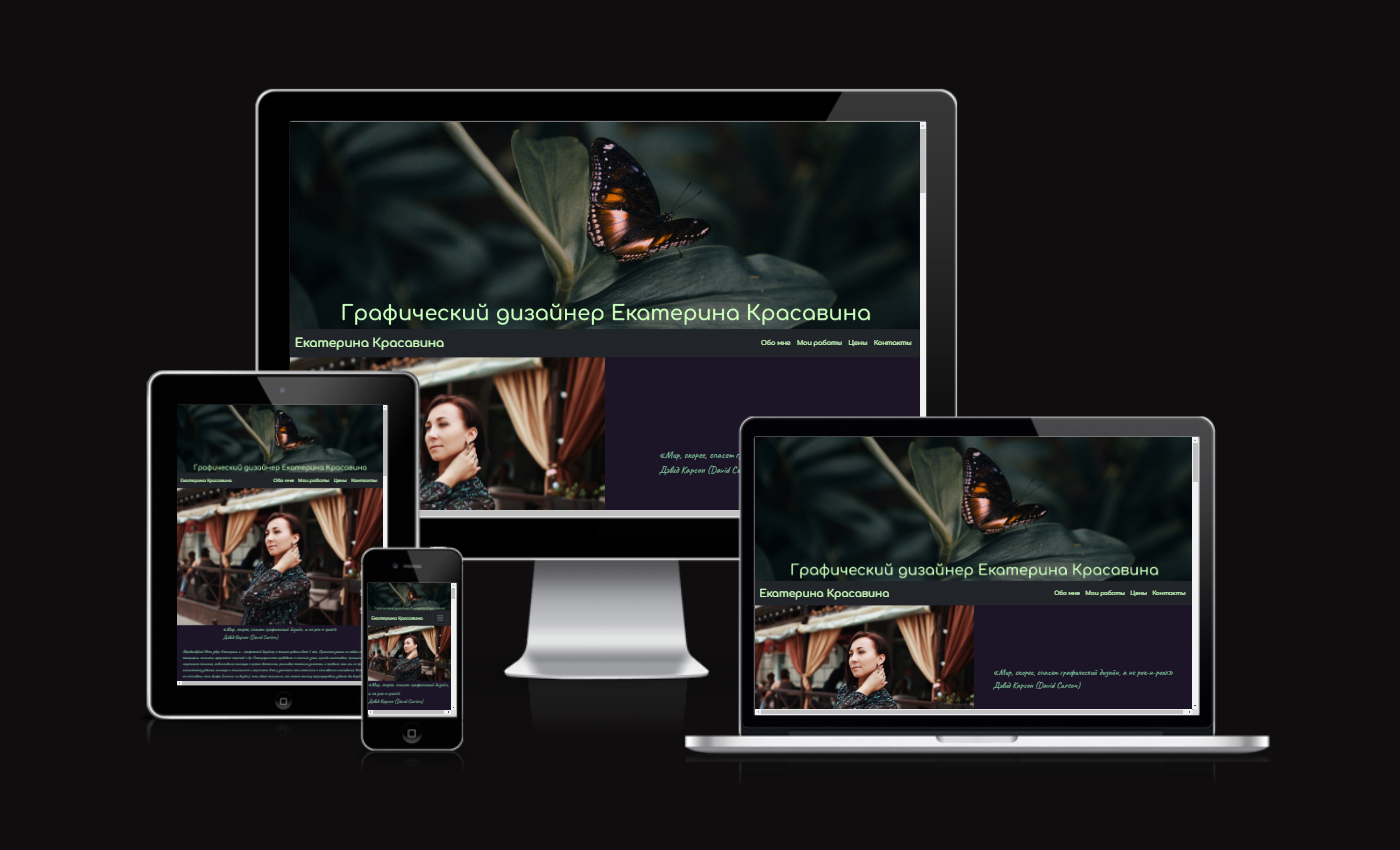 Графический дизайнер Екатерина Красавина
Екатерина Красавина
Обо мне Мои работы Цены Контакты
«Мир, скорее, спасет
Дэвид Карсон (David
Графический дизайнер Екатерина Красавина
Екатерина Красавина
Обо мне Мои работы Цены Контакты
«Мир, скорее, спасет графический дизайн, а не рок-н-ролл»
Дэвид Карсон (David Carson)
Графический дизайнер Екатерина Красавина
Екатерина Красавина
«Мир, скорее, спасет графический дизайн,
а не рок-н-ролл»
Дэвид Карсон (David Carson)
Графический дизайнер Екатерина Красавина
Екатерина Красавина
Обо мне Мои работы Цены Контакты
«Мир, скорее, спасет графический дизайн, а не рок-н-ролл»
Дэвид Карсон (David Carson)